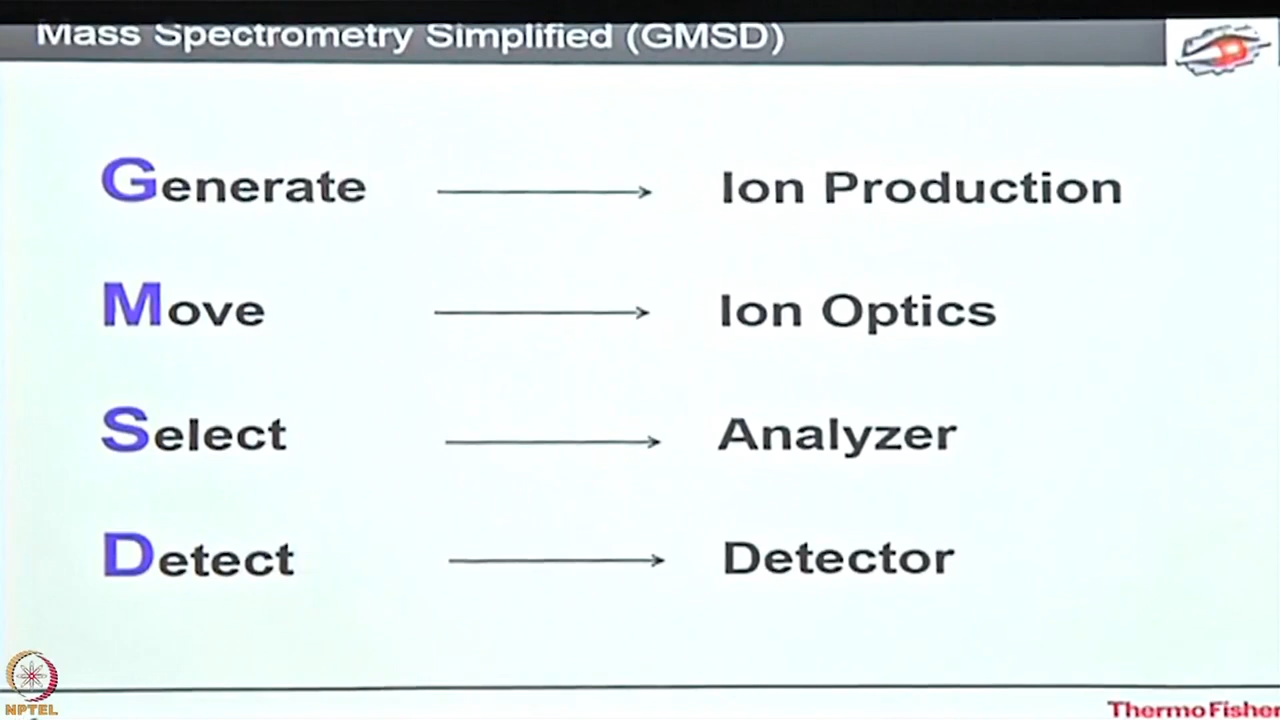 Mass Spectrometry Simplified (GMSD)
Generate → Ion Production
Move → Ion Optics
Select → Analyzer
Detect → Detector
NPTEL
ThermoFisher